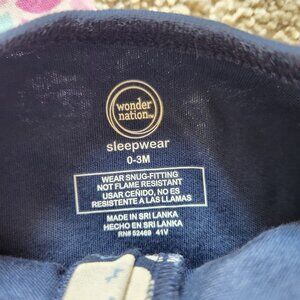 wonder
nation™
sleepwear
0-3M
WEAR SNUG-FITTING
NOT FLAME RESISTANT
USAR CEÑIDO, NO ES
RESISTENTE A LAS LLAMAS
MADE IN SRI LANKA
HECHO EN SRI LANKA
RN# 52469 41V